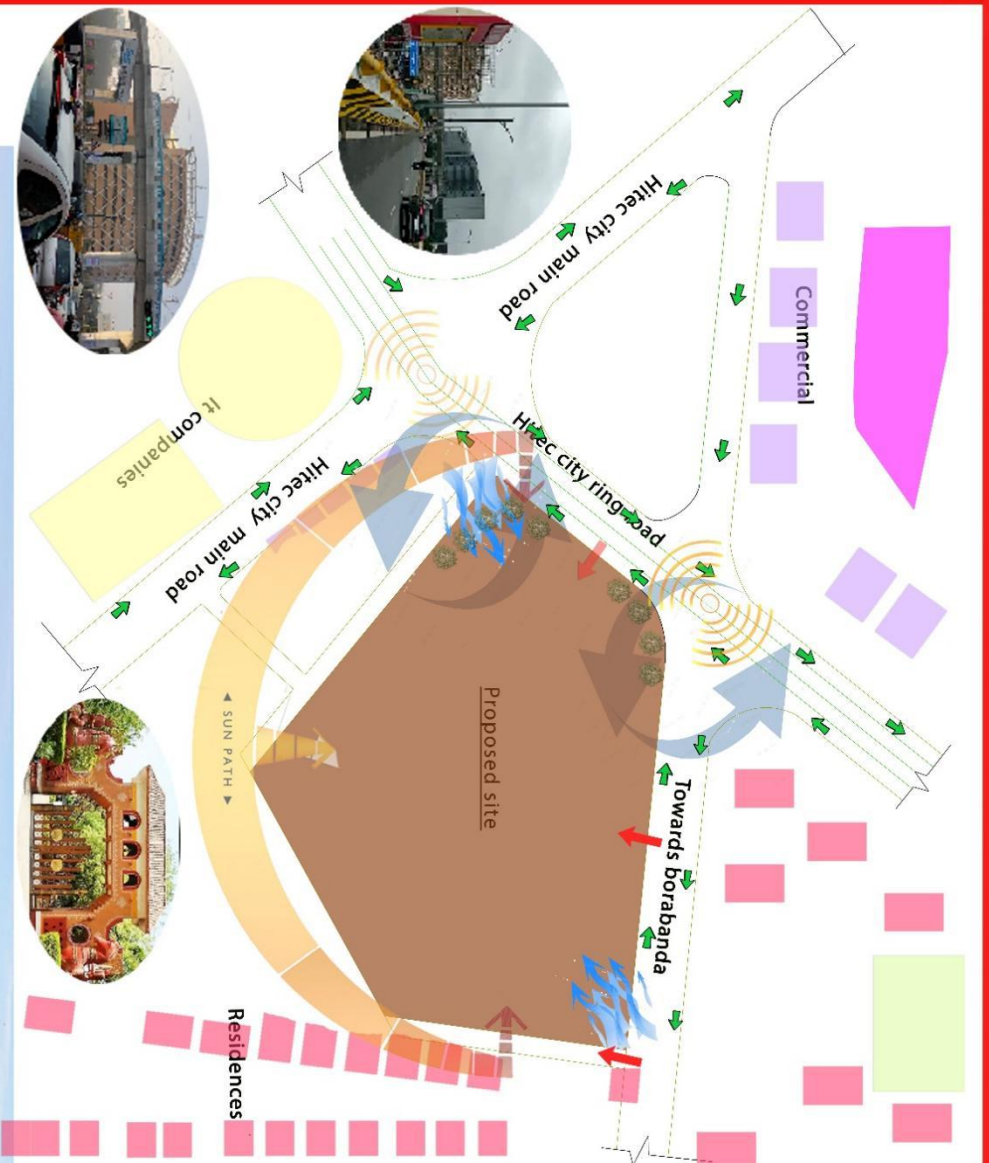 Commercial
Hitec city main road
Hitec city ring road
Towards borabanda
Proposed site
It companies
Hitec city main road
◄ SUN PATH ►
Residences